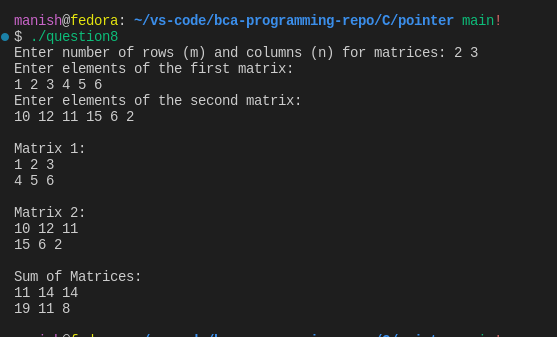 manish@fedora: ~/vs-code/bca-programming-repo/C/pointer main!
$ ./question8
Enter number of rows (m) and columns (n) for matrices: 2 3
Enter elements of the first matrix:
1 2 3 4 5 6
Enter elements of the second matrix:
10 12 11 15 6 2
Matrix 1:
1 2 3
4 5 6
Matrix 2:
10 12 11
15 6 2
Sum of Matrices:
11 14 14
19 11 8